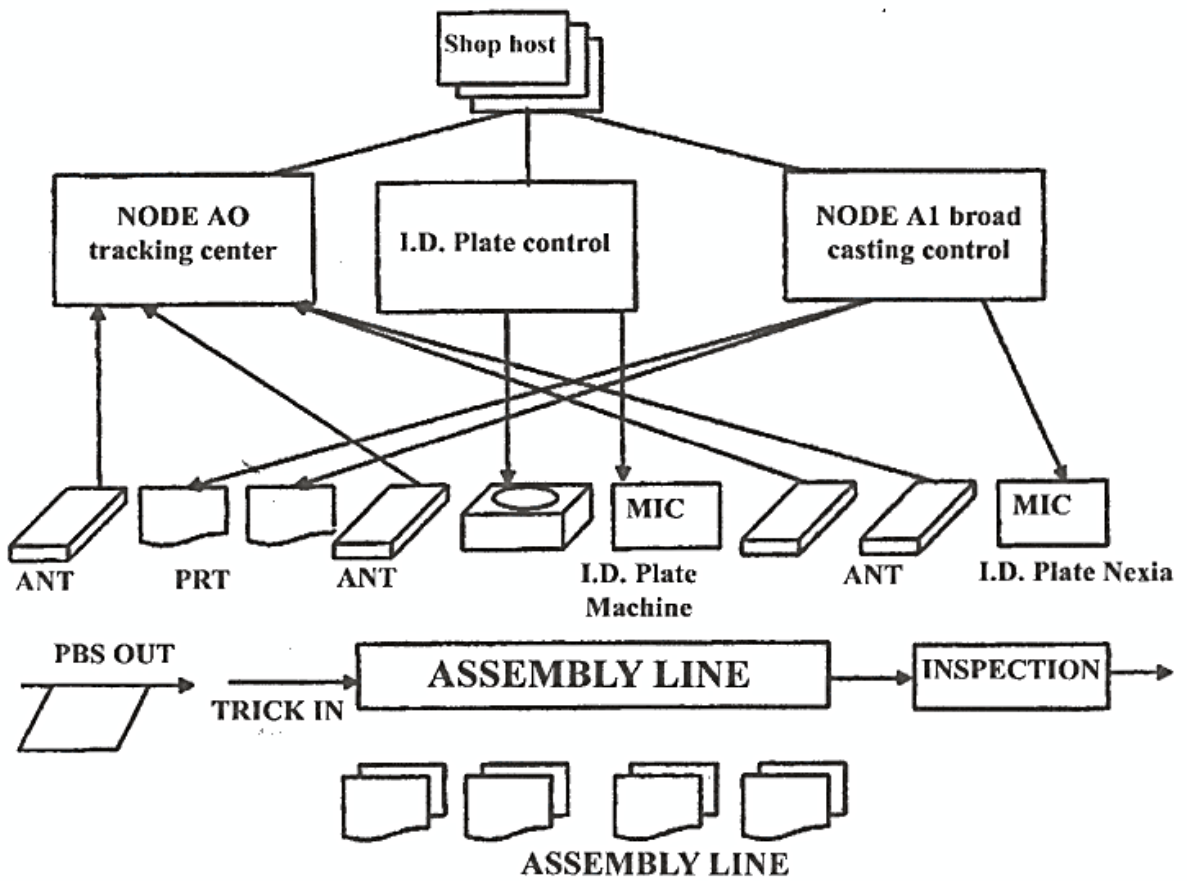 Shop host
NODE AO
tracking center
I.D. Plate control
NODE A1 broad
casting control
MIC
MIC
ANT
PRT
ANT
I.D. Plate
Machine
ANT
I.D. Plate Nexia
PBS OUT
TRICK IN
ASSEMBLY LINE
INSPECTION
ASSEMBLY LINE